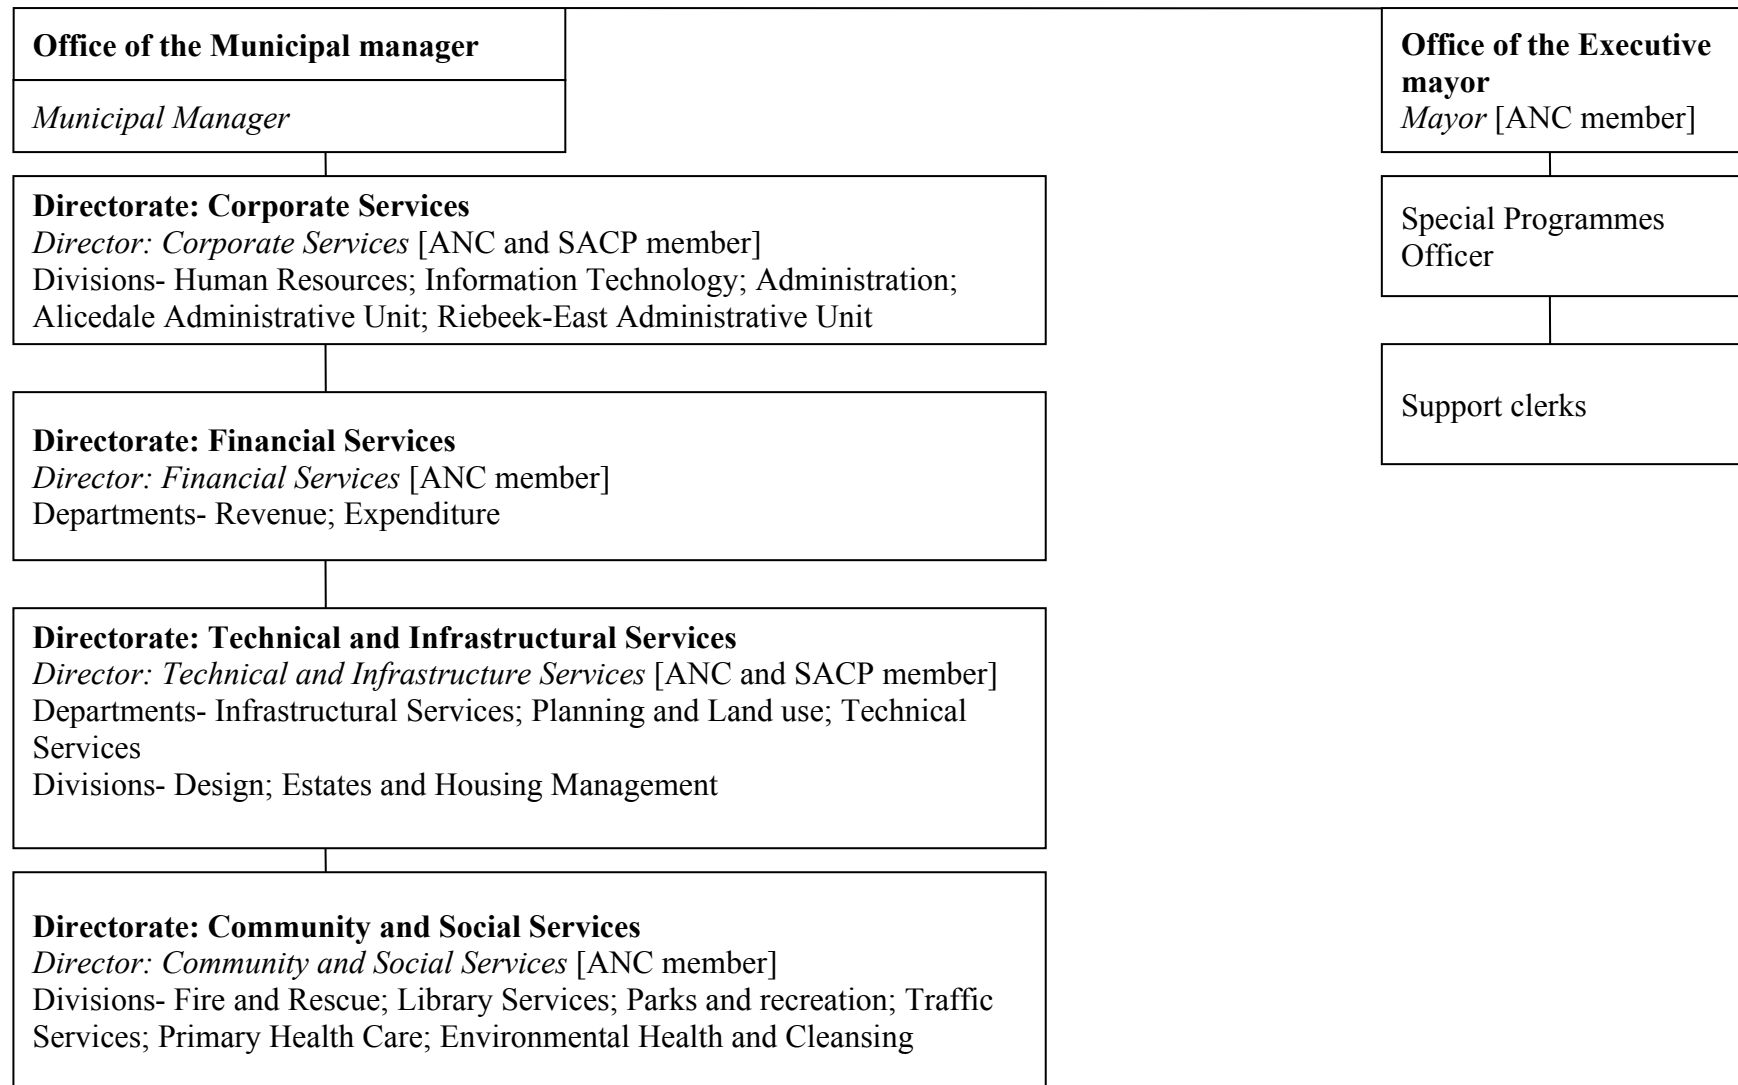 Office of the Municipal manager
Municipal Manager
Directorate: Corporate Services
Director: Corporate Services [ANC and SACP member]
Divisions- Human Resources; Information Technology; Administration;
Alicedale Administrative Unit; Riebeek-East Administrative Unit
Directorate: Financial Services
Director: Financial Services [ANC member]
Departments- Revenue; Expenditure
Directorate: Technical and Infrastructural Services
Director: Technical and Infrastructure Services [ANC and SACP member]
Departments- Infrastructural Services; Planning and Land use; Technical
Services
Divisions- Design; Estates and Housing Management
Directorate: Community and Social Services
Director: Community and Social Services [ANC member]
Divisions- Fire and Rescue; Library Services; Parks and recreation; Traffic
Services; Primary Health Care; Environmental Health and Cleansing
Office of the Executive
mayor
Mayor [ANC member]
Special Programmes
Officer
Support clerks